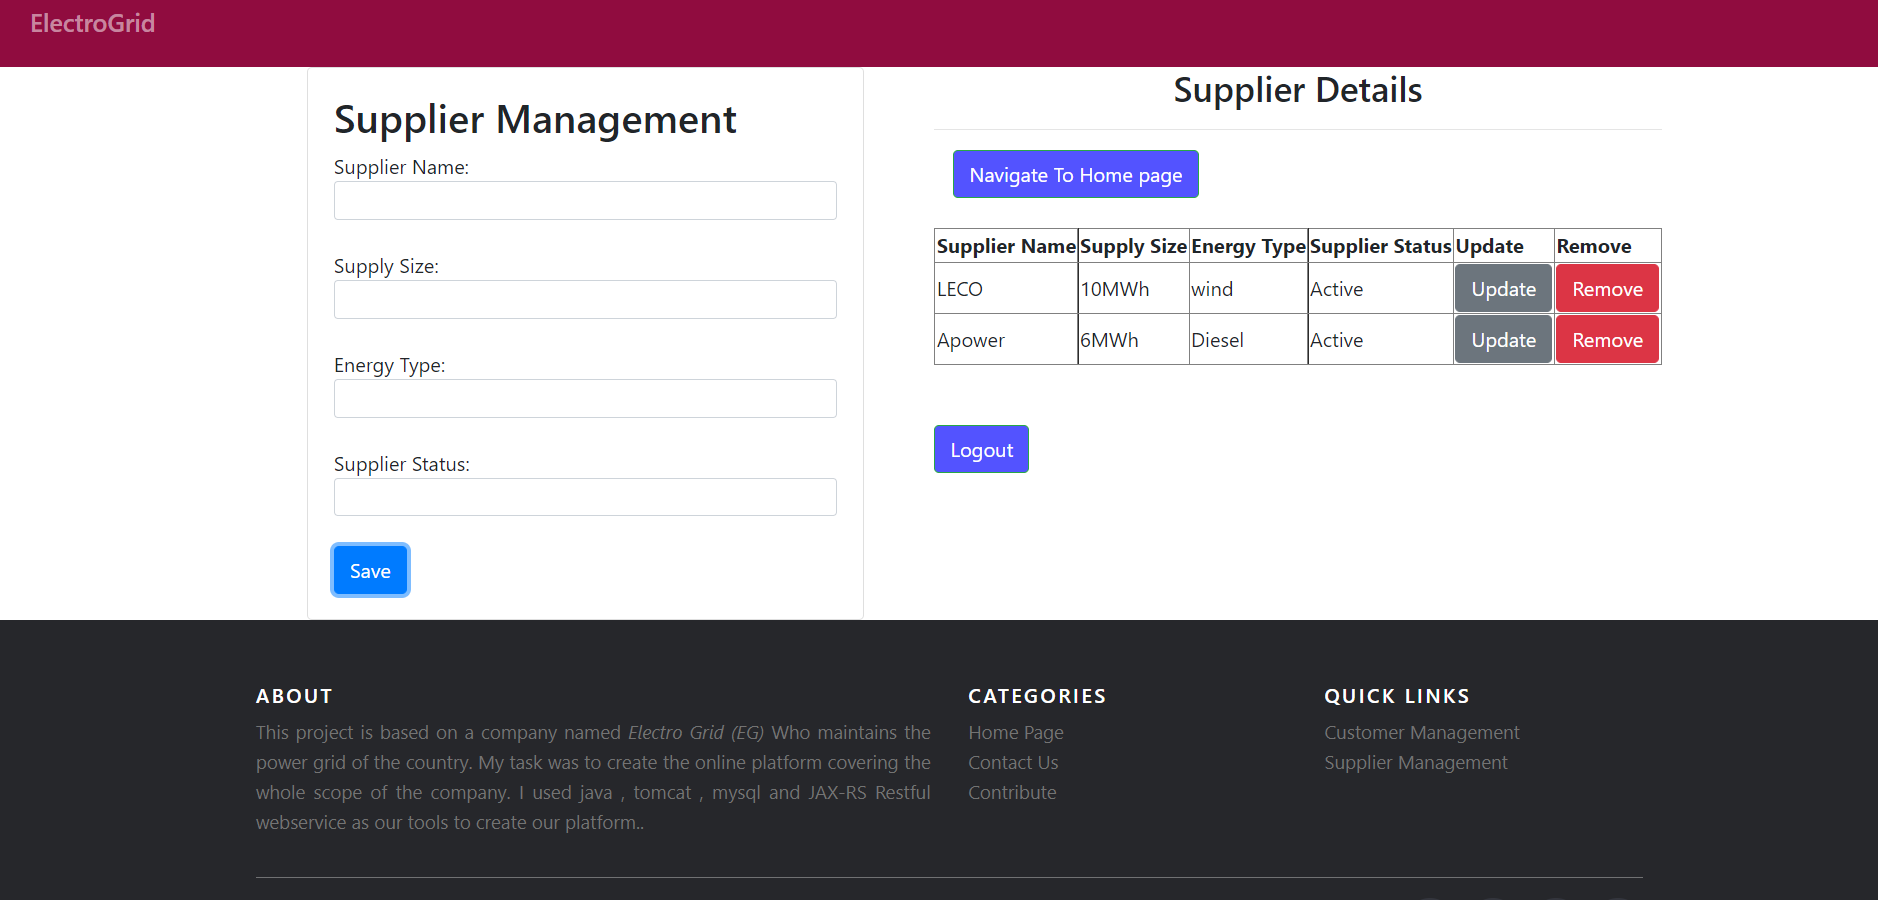 ElectroGrid
Supplier Management
Supplier Name:
Supply Size:
Energy Type:
Supplier Status:
Save
Supplier Details
Navigate To Home page
Supplier Name Supply Size Energy Type Supplier Status Update Remove
LECO 10MWh wind Active Update Remove
Apower 6MWh Diesel Active Update Remove
Logout
ABOUT
This project is based on a company named Electro Grid (EG) Who maintains the
power grid of the country. My task was to create the online platform covering the
whole scope of the company. I used java , tomcat , mysql and JAX-RS Restful
webservice as our tools to create our platform..
CATEGORIES
Home Page
Contact Us
Contribute
QUICK LINKS
Customer Management
Supplier Management